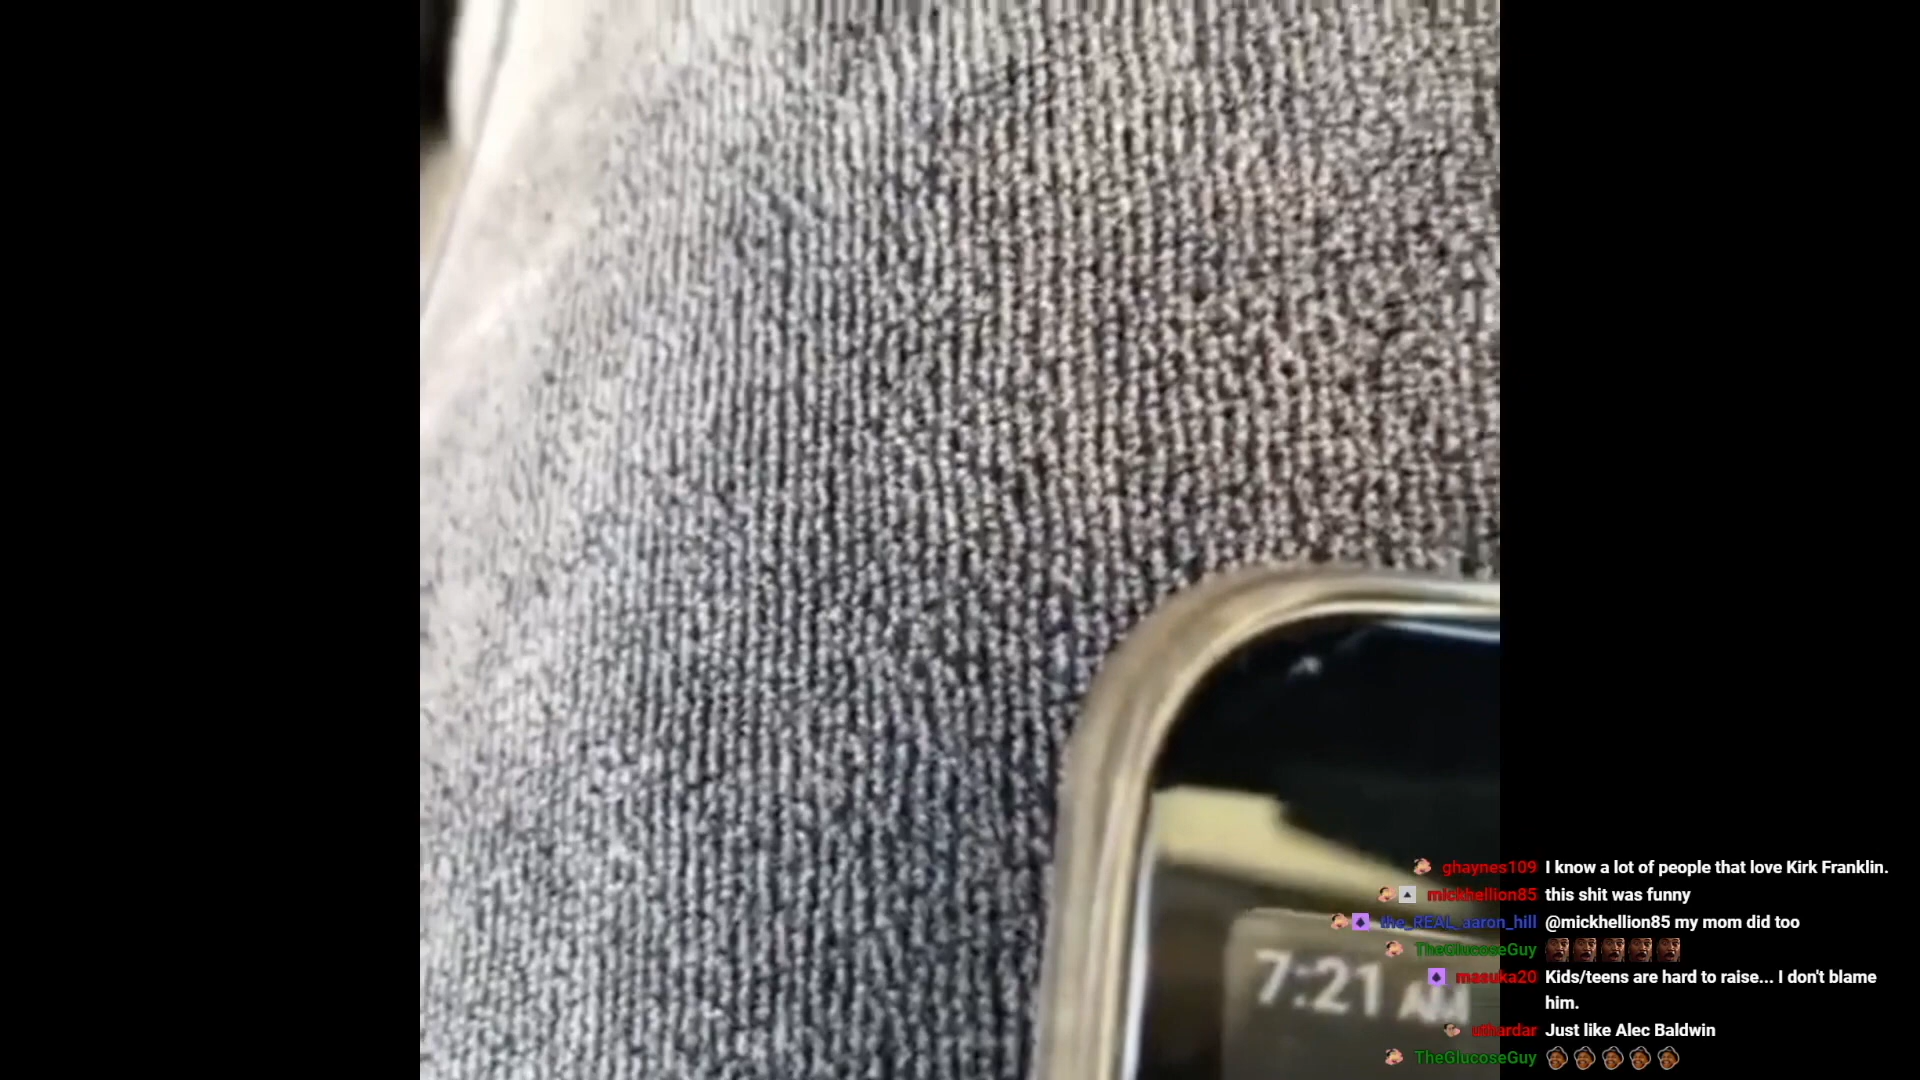 ghaynes109 I know a lot of people that love Kirk Franklin.
mickhellion85 this shit was funny
the_REAL_aaron_hill @mickhellion85 my mom did too
TheGlucoseGuy
7:21 AM
masuka20 Kids/teens are hard to raise... I don't blame
him.
uthardar Just like Alec Baldwin
TheGlucoseGuy